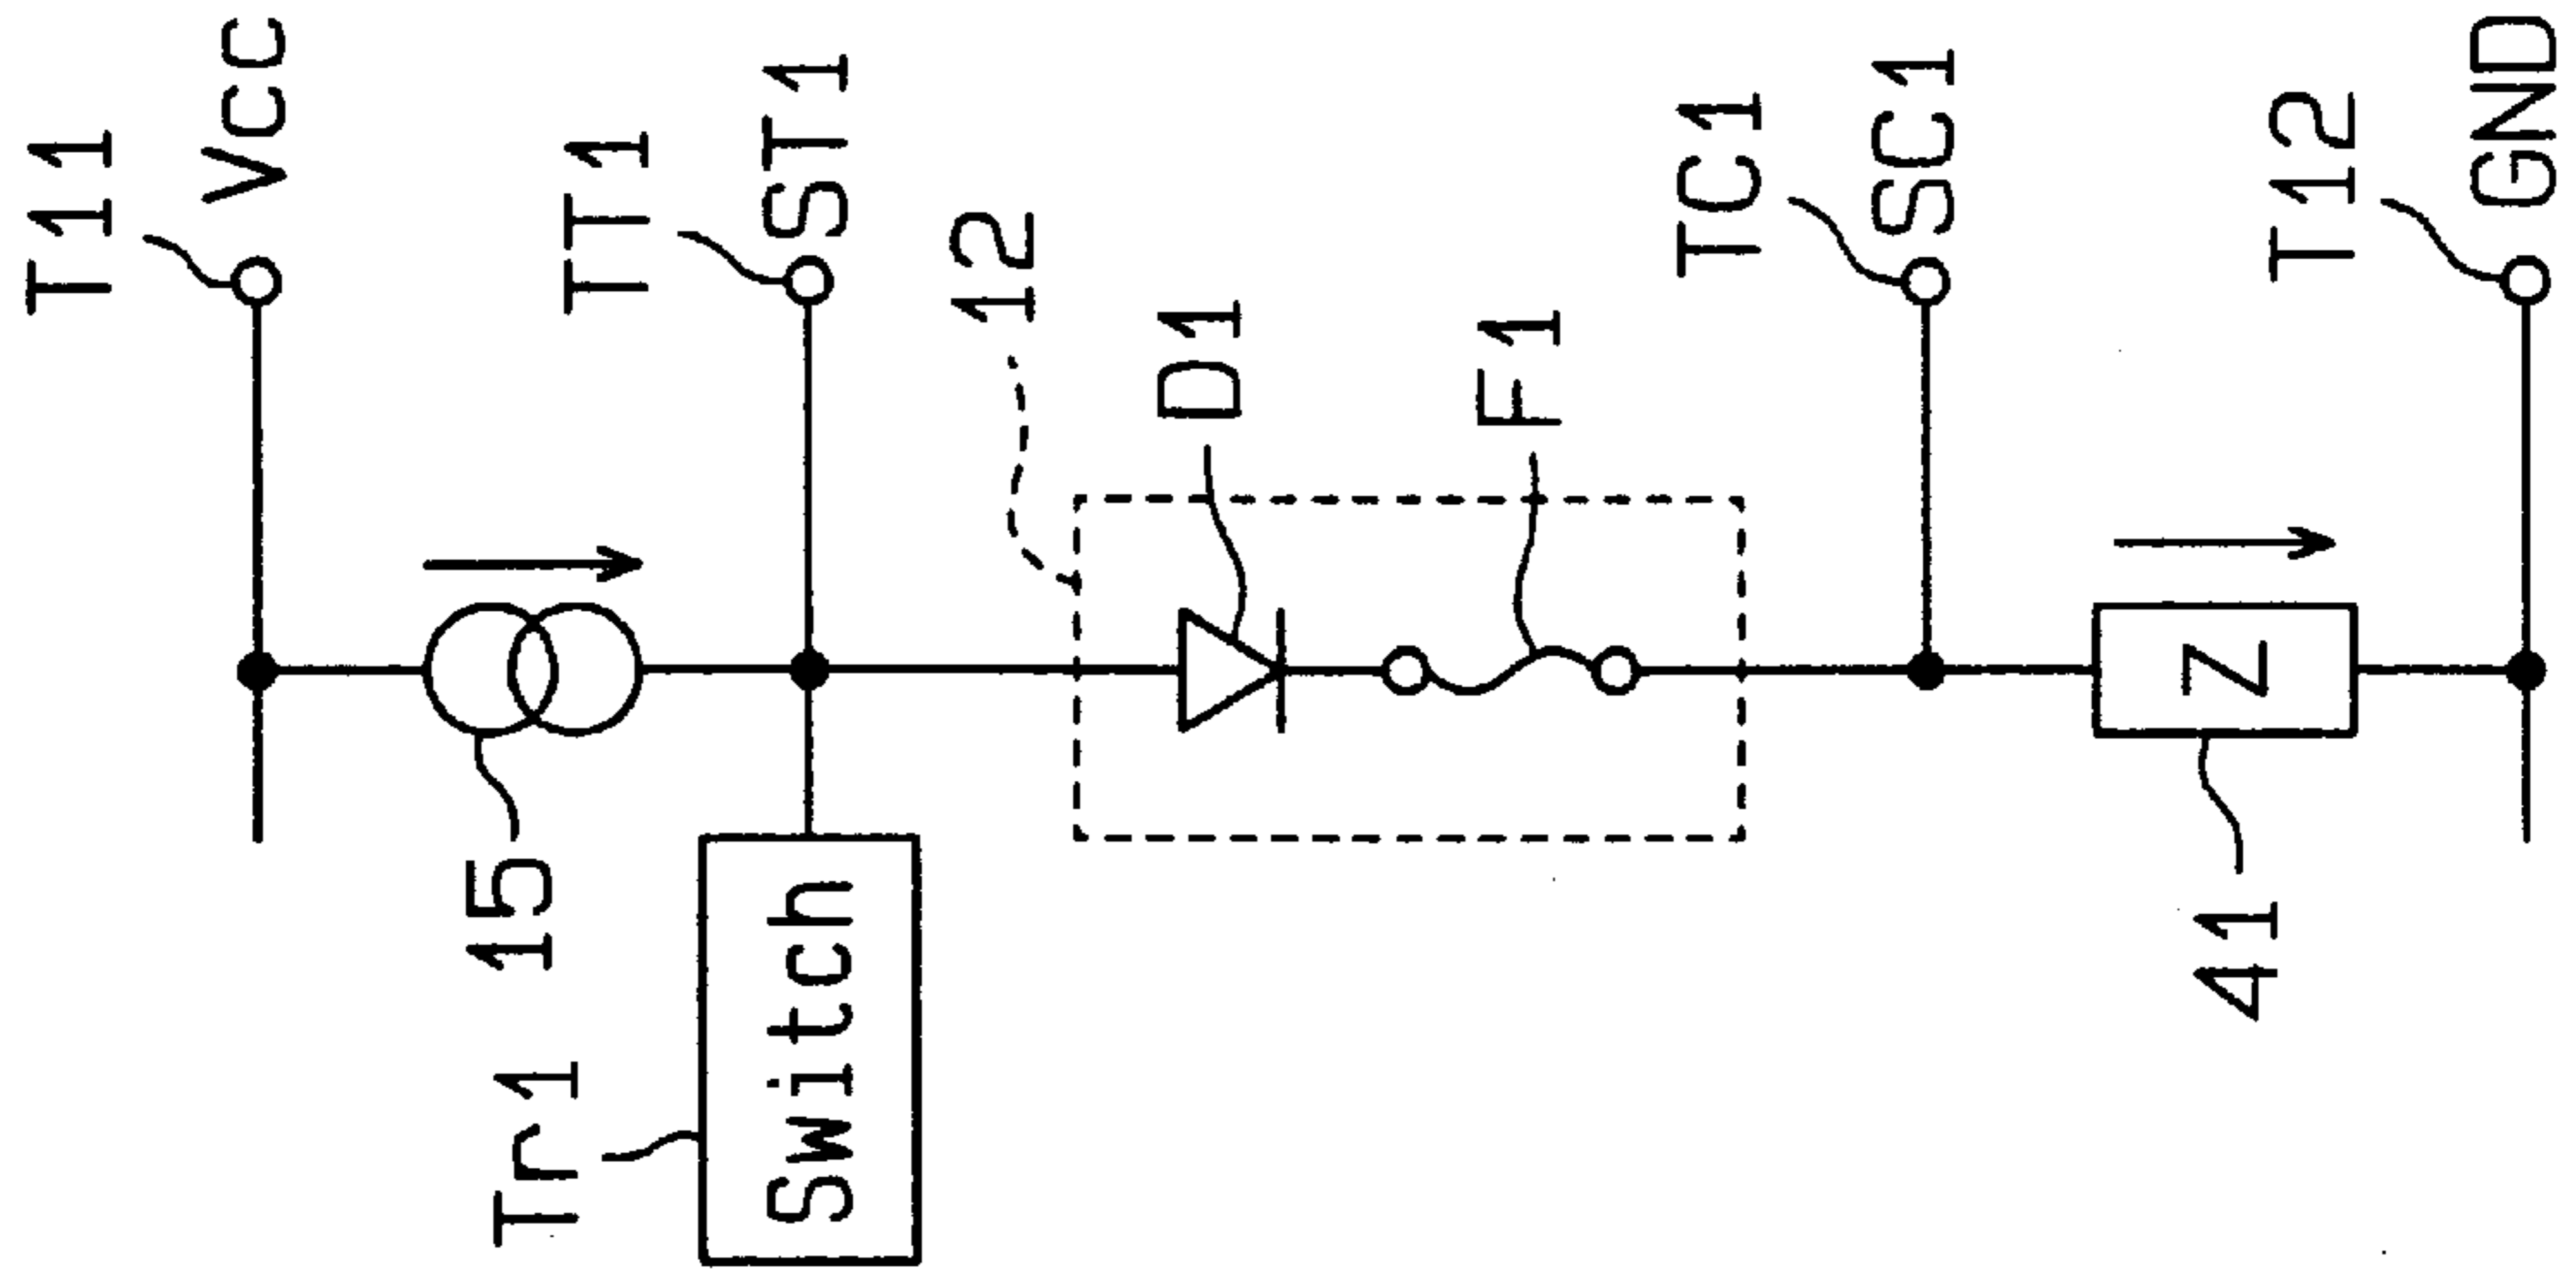 T11
Vcc
15
TT1
ST1
Tr1
Switch
12
D1
F1
TC1
SC1
Z
41
T12
GND